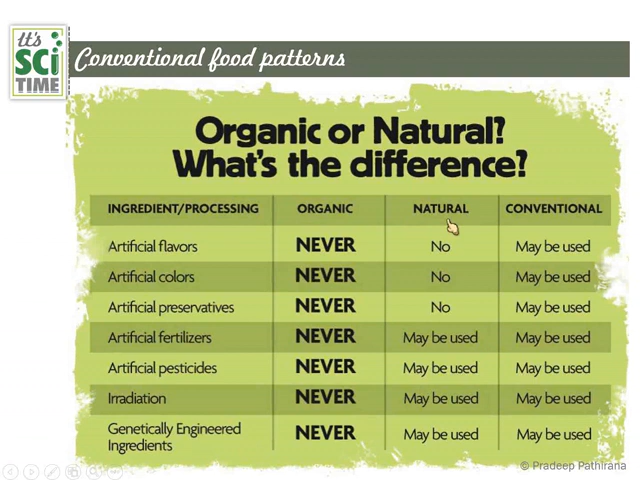 It's
SCi
TIME
Conventional food patterns
Organic or Natural?
What's the difference?
INGREDIENT/PROCESSING ORGANIC NATURAL CONVENTIONAL
Artificial flavors NEVER No May be used
Artificial colors NEVER No May be used
Artificial preservatives NEVER No May be used
Artificial fertilizers NEVER May be used May be used
Artificial pesticides NEVER May be used May be used
Irradiation NEVER May be used May be used
Genetically Engineered
Ingredients NEVER May be used May be used
© Pradeep Pathirana